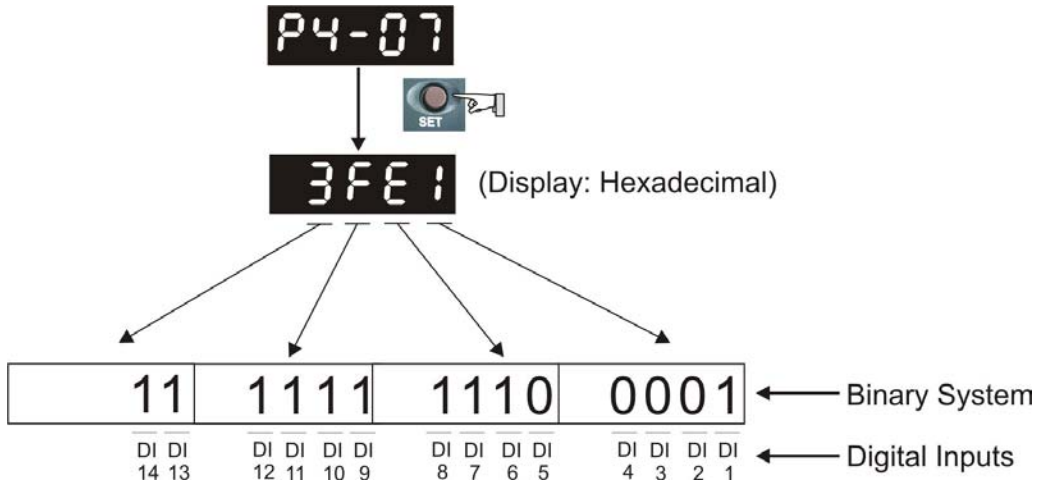 P4-07
SET
3FE1 (Display: Hexadecimal)
11 1111 1110 0001 Binary System
DI DI DI DI DI DI DI DI DI DI DI DI DI DI Digital Inputs
14 13 12 11 10 9 8 7 6 5 4 3 2 1